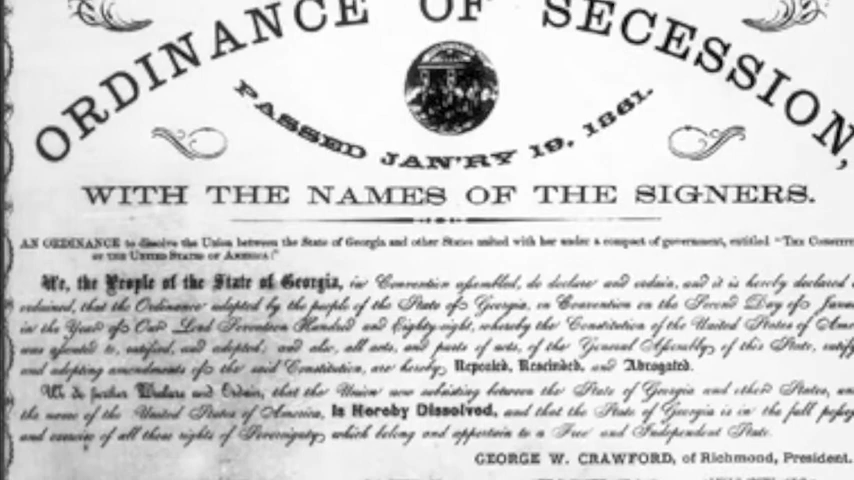 ORDINANCE OF SECESSION,
PASSED JAN'RY 19, 1861.
WITH THE NAMES OF THE SIGNERS.
AN ORDINANCE to dissolve the Union between the State of Georgia and other States united with her under a compact of government, entitled "THE CONSTIT
OF THE UNITED STATES OF AMERICA:"
We, the People of the State of Georgia, in Convention assembled, do declare and ordain, and it is hereby declared
ordained, that the Ordinance adopted by the people of the State of Georgia, in Convention on the Second Day of Janua
in the Year of Our Lord Seventeen Hundred and Eighty-eight, whereby the Constitution of the United States of Ame
was assented to, ratified, and adopted; and also, all acts, and parts of acts, of the General Assembly of this State, ratify
and adopting amendments of the said Constitution, are hereby Repealed, Rescinded, and Abrogated.
We do further Declare and Ordain, that the Union now subsisting between the State of Georgia and other States, un
the name of the United States of America, Is Hereby Dissolved, and that the State of Georgia is in the full posses
and exercise of all those rights of Sovereignty which belong and appertain to a Free and Independent State.
GEORGE W. CRAWFORD, of Richmond, President.